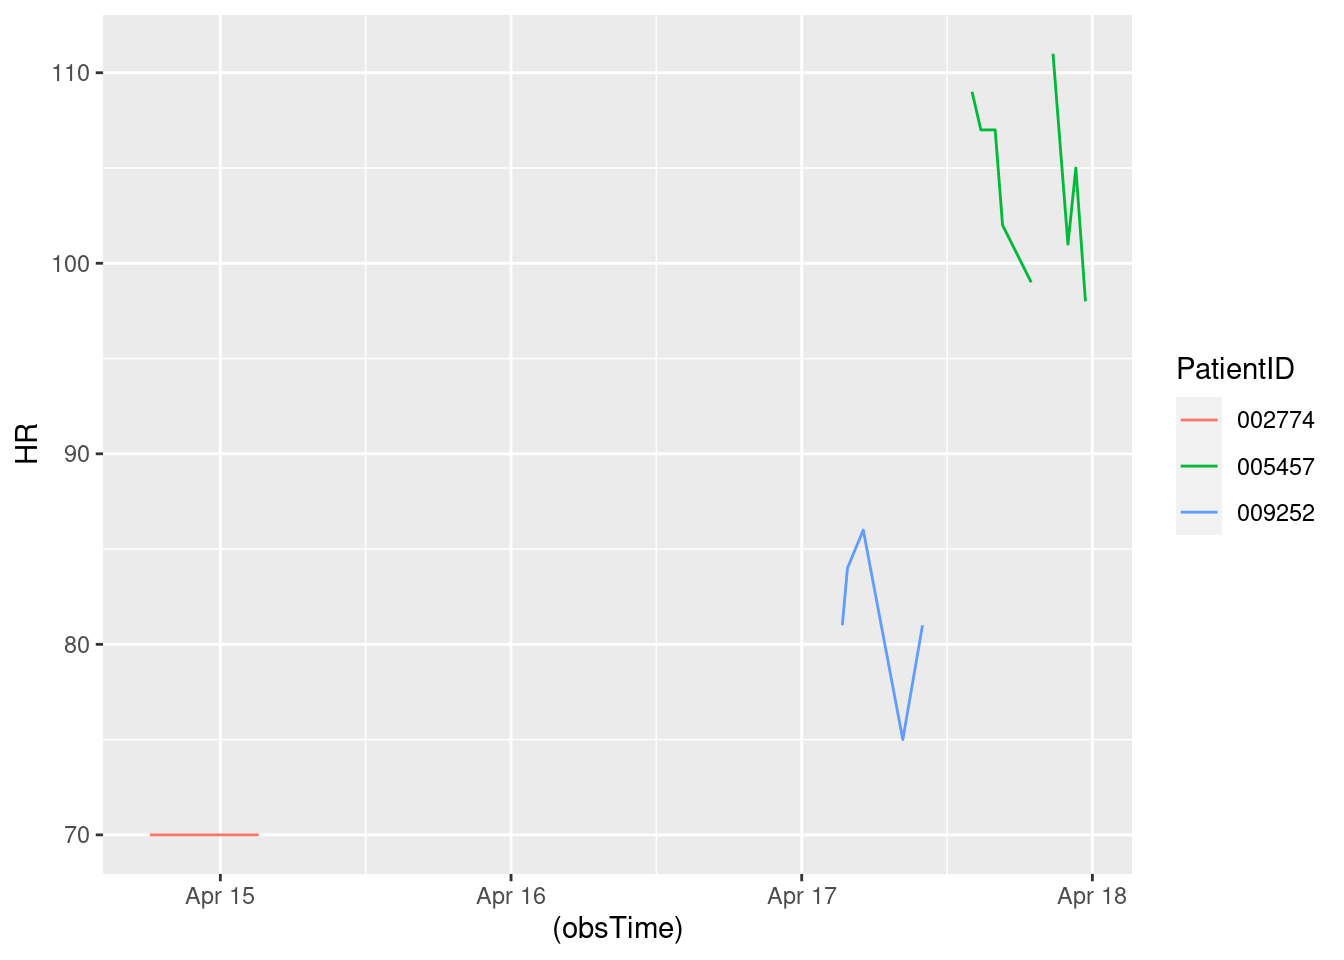 110
100
90
80
70
HR
Apr 15
Apr 16
Apr 17
Apr 18
(obsTime)
PatientID
002774
005457
009252